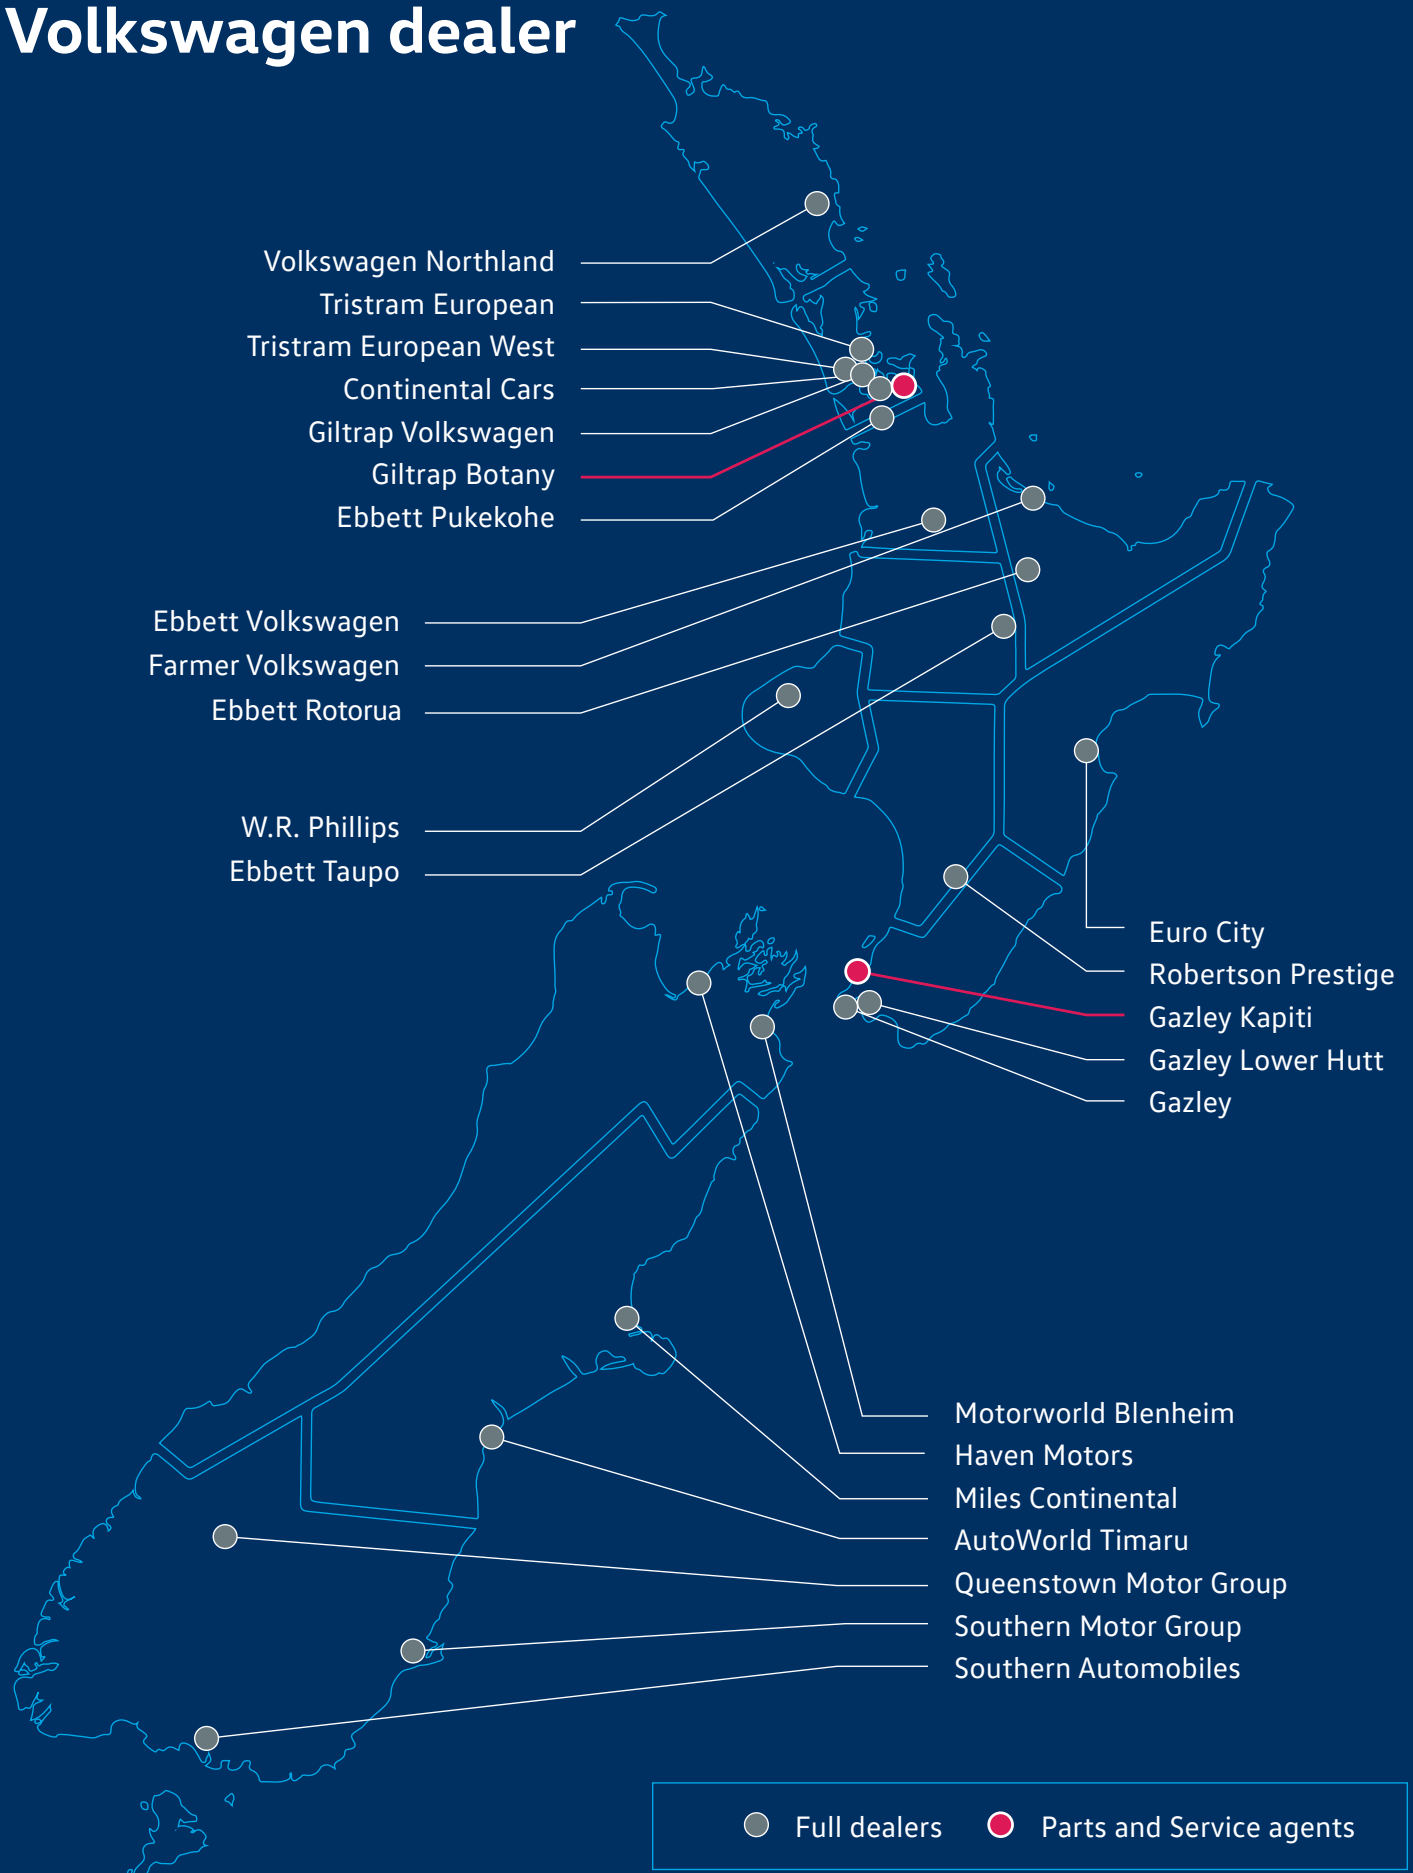 Volkswagen dealer
Volkswagen Northland
Tristram European
Tristram European West
Continental Cars
Giltrap Volkswagen
Giltrap Botany
Ebbett Pukekohe
Ebbett Volkswagen
Farmer Volkswagen
Ebbett Rotorua
W.R. Phillips
Ebbett Taupo
Euro City
Robertson Prestige
Gazley Kapiti
Gazley Lower Hutt
Gazley
Motorworld Blenheim
Haven Motors
Miles Continental
AutoWorld Timaru
Queenstown Motor Group
Southern Motor Group
Southern Automobiles
Full dealers
Parts and Service agents